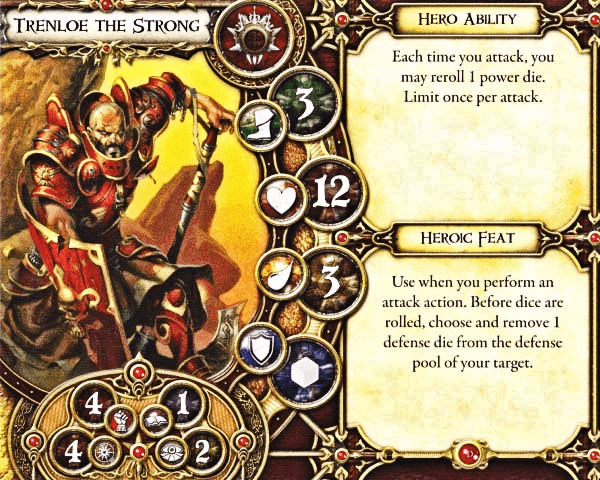 Trenloe the Strong
3
12
3
4
1
4
2
Hero Ability
Each time you attack, you
may reroll 1 power die.
Limit once per attack.
Heroic Feat
Use when you perform an
attack action. Before dice are
rolled, choose and remove 1
defense die from the defense
pool of your target.